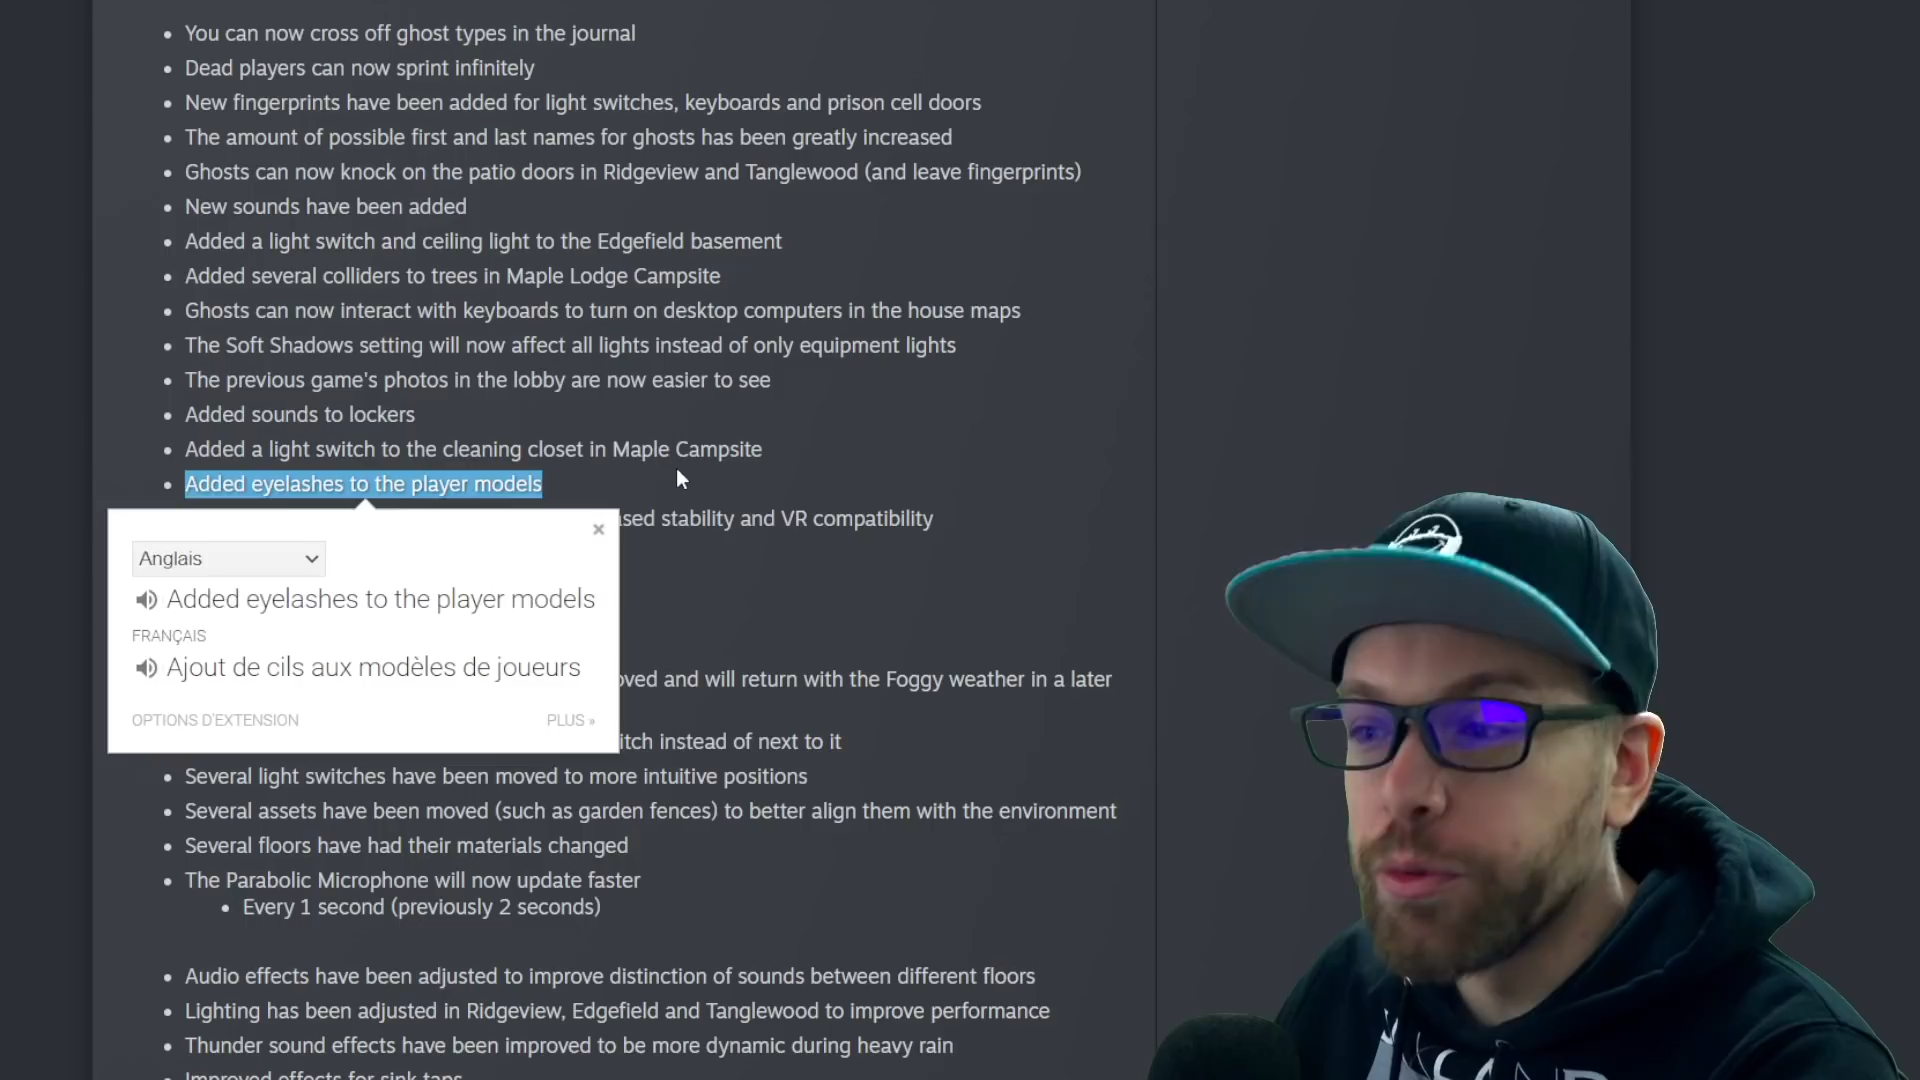 You can now cross off ghost types in the journal
Dead players can now sprint infinitely
New fingerprints have been added for light switches, keyboards and prison cell doors
The amount of possible first and last names for ghosts has been greatly increased
Ghosts can now knock on the patio doors in Ridgeview and Tanglewood (and leave fingerprints)
New sounds have been added
Added a light switch and ceiling light to the Edgefield basement
Added several colliders to trees in Maple Lodge Campsite
Ghosts can now interact with keyboards to turn on desktop computers in the house maps
The Soft Shadows setting will now affect all lights instead of only equipment lights
The previous game's photos in the lobby are now easier to see
Added sounds to lockers
Added a light switch to the cleaning closet in Maple Campsite
Added eyelashes to the player models
stability and VR compatibility
Anglais
Added eyelashes to the player models
FRANÇAIS
Ajout de cils aux modèles de joueurs
and will return with the Foggy weather in a later
OPTIONS D'EXTENSION
PLUS »
instead of next to it
Several light switches have been moved to more intuitive positions
Several assets have been moved (such as garden fences) to better align them with the environment
Several floors have had their materials changed
The Parabolic Microphone will now update faster
Every 1 second (previously 2 seconds)
Audio effects have been adjusted to improve distinction of sounds between different floors
Lighting has been adjusted in Ridgeview, Edgefield and Tanglewood to improve performance
Thunder sound effects have been improved to be more dynamic during heavy rain
Improved effects for sink taps